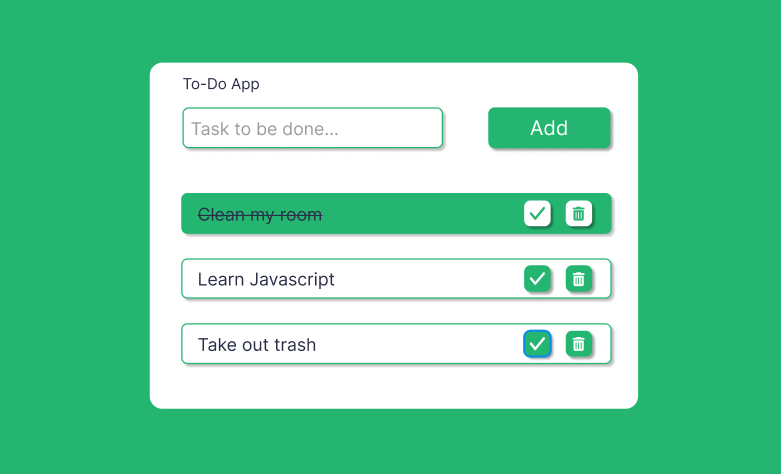 To-Do App
Task to be done...
Add
Clean my room
Learn Javascript
Take out trash